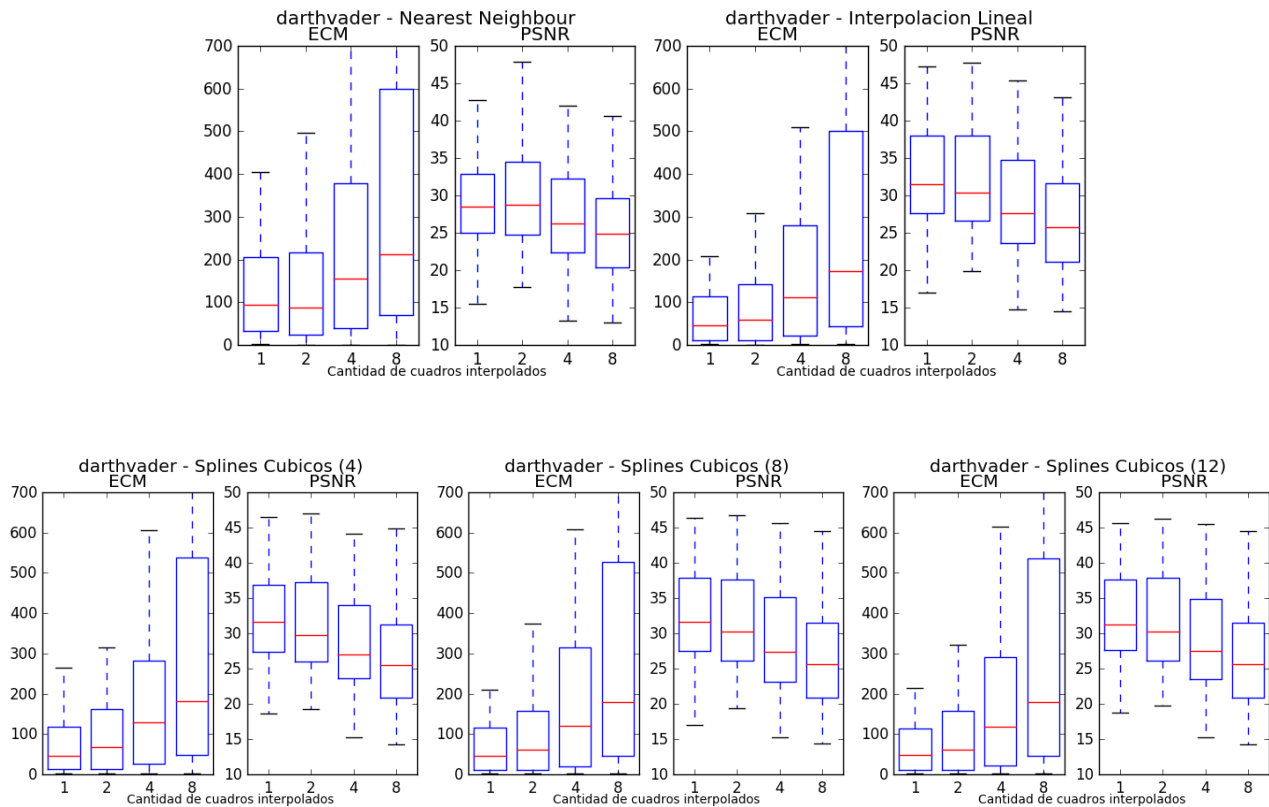 darthvader - Nearest Neighbour
ECM
PSNR
700
600
500
400
300
200
100
0
1 2 4 8
50
45
40
35
30
25
20
15
10
1 2 4 8
Cantidad de cuadros interpolados
darthvader - Interpolacion Lineal
ECM
PSNR
700
600
500
400
300
200
100
0
1 2 4 8
50
45
40
35
30
25
20
15
10
1 2 4 8
Cantidad de cuadros interpolados
darthvader - Splines Cubicos (4)
ECM
PSNR
700
600
500
400
300
200
100
0
1 2 4 8
50
45
40
35
30
25
20
15
10
1 2 4 8
Cantidad de cuadros interpolados
darthvader - Splines Cubicos (8)
ECM
PSNR
700
600
500
400
300
200
100
0
1 2 4 8
50
45
40
35
30
25
20
15
10
1 2 4 8
Cantidad de cuadros interpolados
darthvader - Splines Cubicos (12)
ECM
PSNR
700
600
500
400
300
200
100
0
1 2 4 8
50
45
40
35
30
25
20
15
10
1 2 4 8
Cantidad de cuadros interpolados